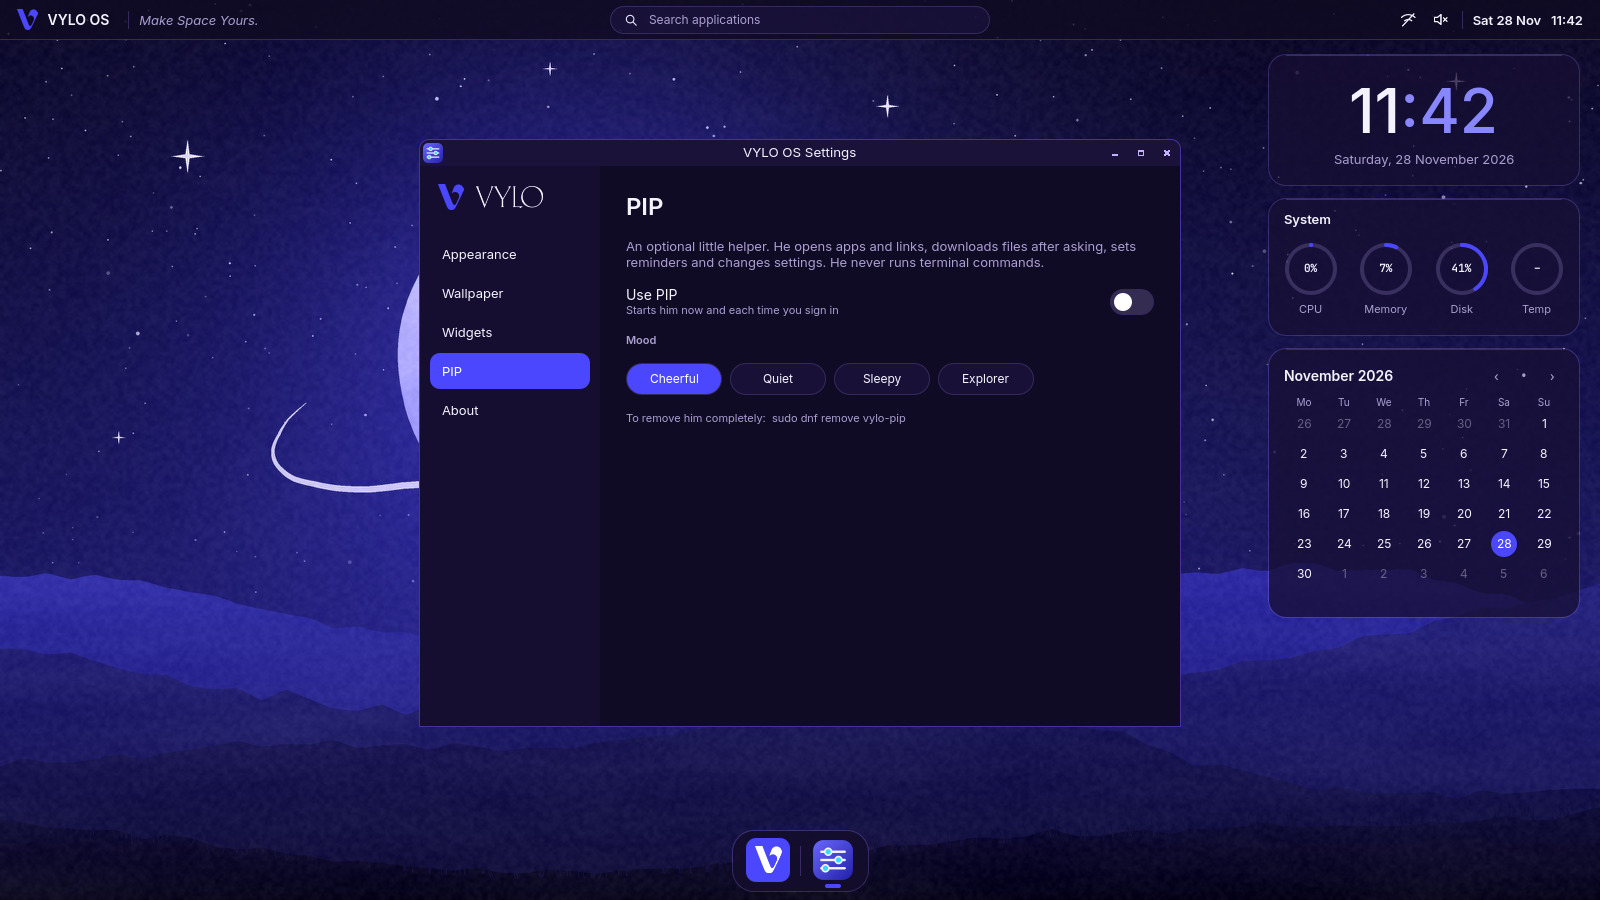 VYLO OS
Make Space Yours.
Search applications
Sat 28 Nov 11:42
11:42
Saturday, 28 November 2026
System
0% 7% 41% –
CPU Memory Disk Temp
November 2026
Mo Tu We Th Fr Sa Su
26 27 28 29 30 31 1
2 3 4 5 6 7 8
9 10 11 12 13 14 15
16 17 18 19 20 21 22
23 24 25 26 27 28 29
30 1 2 3 4 5 6
VYLO OS Settings
VYLO
Appearance
Wallpaper
Widgets
PIP
About
PIP
An optional little helper. He opens apps and links, downloads files after asking, sets
reminders and changes settings. He never runs terminal commands.
Use PIP
Starts him now and each time you sign in
Mood
Cheerful Quiet Sleepy Explorer
To remove him completely: sudo dnf remove vylo-pip